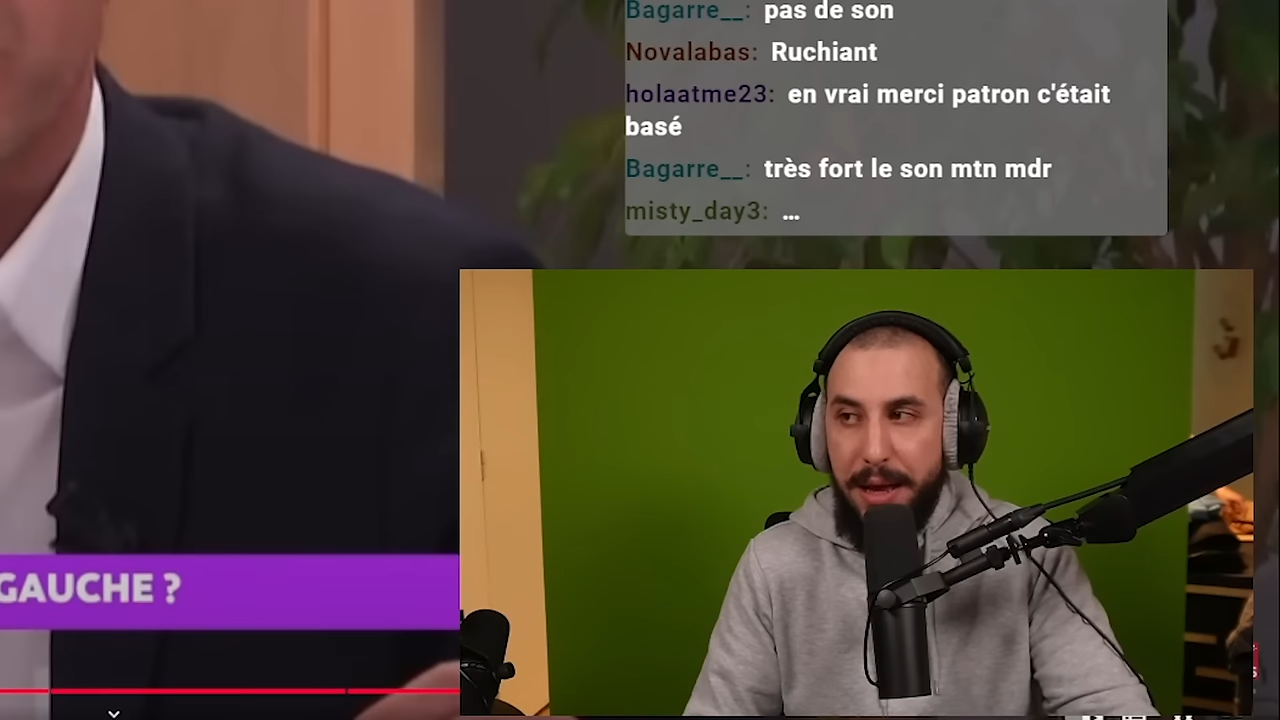 Bagarre__: pas de son
Novalabas: Ruchiant
holaatme23: en vrai merci patron c'était
basé
Bagarre__: très fort le son mtn mdr
misty_day3: ...
GAUCHE ?